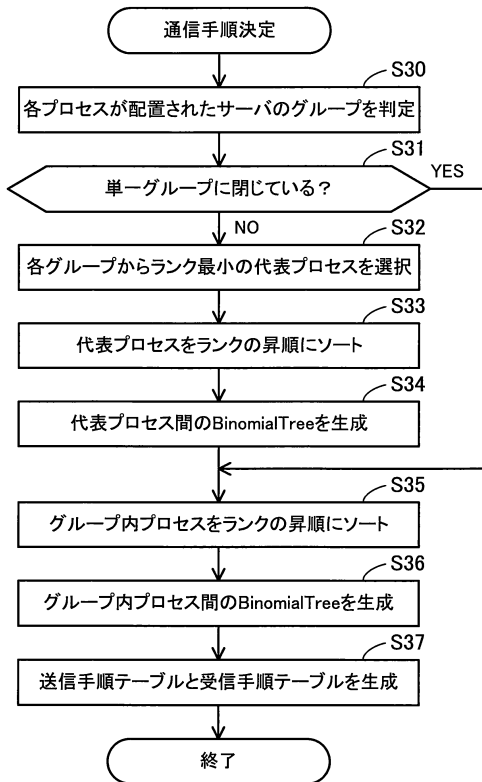 通信手順決定
S30
各プロセスが配置されたサーバのグループを判定
S31
単一グループに閉じている?
YES
NO
S32
各グループからランク最小の代表プロセスを選択
S33
代表プロセスをランクの昇順にソート
S34
代表プロセス間のBinomialTreeを生成
S35
グループ内プロセスをランクの昇順にソート
S36
グループ内プロセス間のBinomialTreeを生成
S37
送信手順テーブルと受信手順テーブルを生成
終了